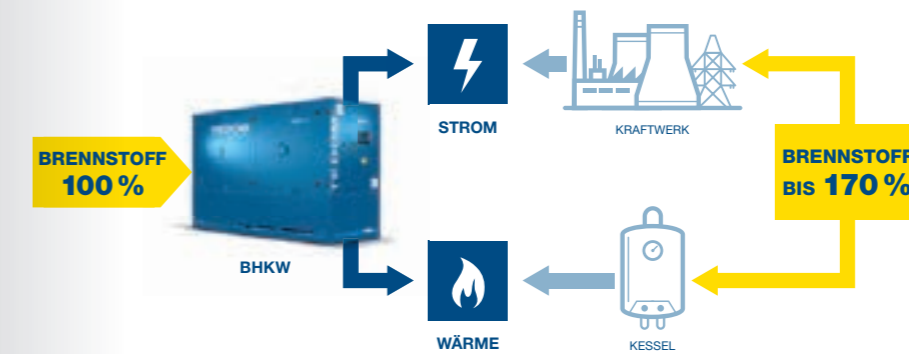 BRENNSTOFF
100 %
BHKW
STROM
WÄRME
KRAFTWERK
KESSEL
BRENNSTOFF
BIS 170 %